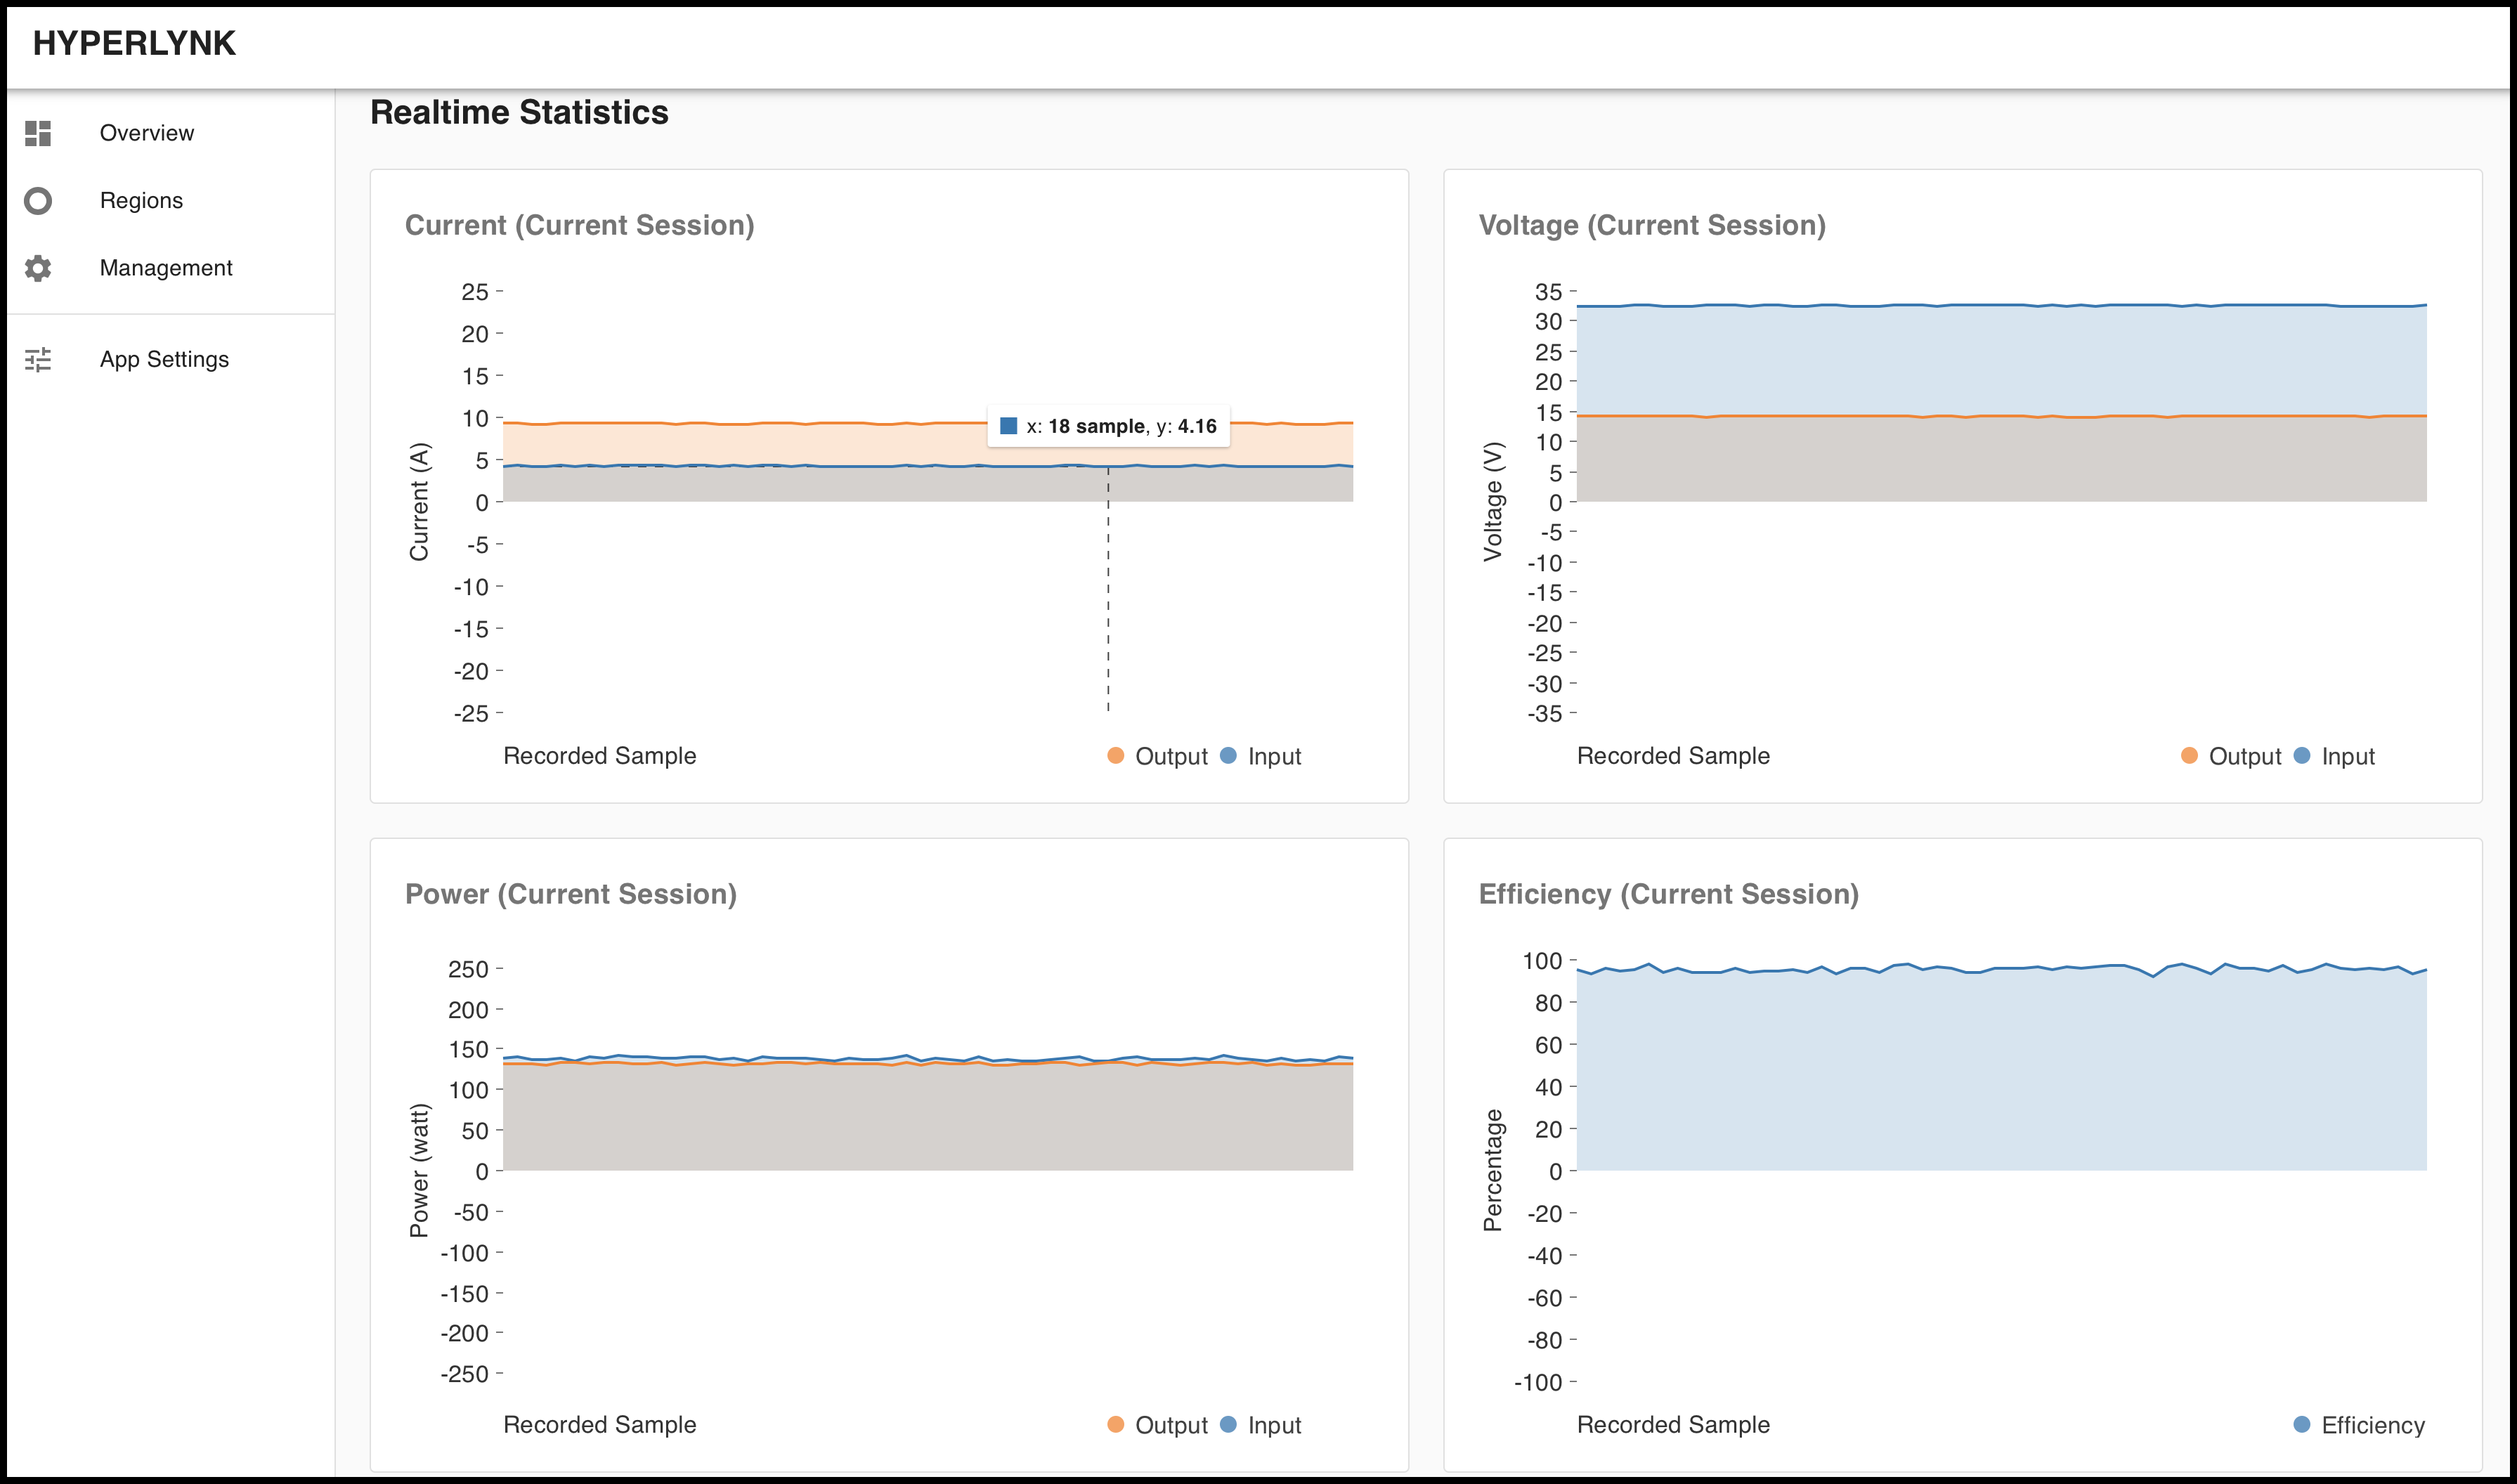 HYPERLYNK
Overview
Regions
Management
App Settings
Realtime Statistics
Current (Current Session)
25
20
15
10
5
0
-5
-10
-15
-20
-25
Current (A)
x: 18 sample, y: 4.16
Recorded Sample
Output
Input
Voltage (Current Session)
35
30
25
20
15
10
5
0
-5
-10
-15
-20
-25
-30
-35
Voltage (V)
Recorded Sample
Output
Input
Power (Current Session)
250
200
150
100
50
0
-50
-100
-150
-200
-250
Power (watt)
Recorded Sample
Output
Input
Efficiency (Current Session)
100
80
60
40
20
0
-20
-40
-60
-80
-100
Percentage
Recorded Sample
Efficiency